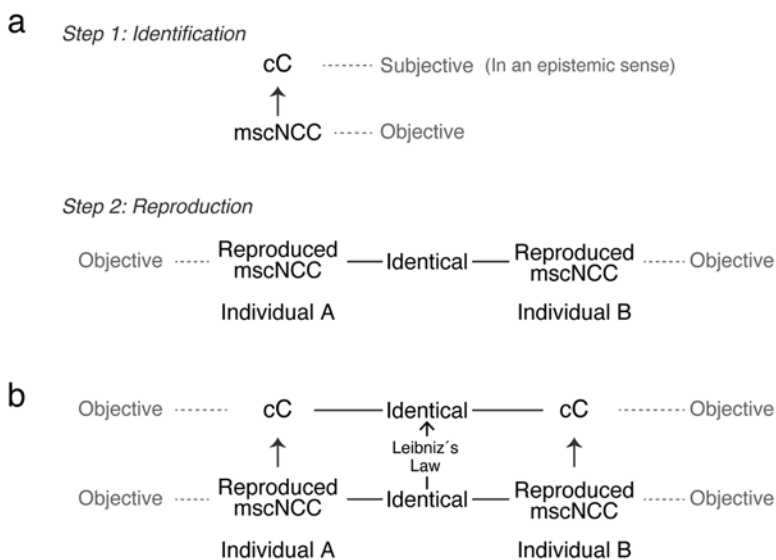 a
Step 1: Identification
cC Subjective (In an epistemic sense)
mscNCC Objective
Step 2: Reproduction
Objective Reproduced mscNCC Identical Reproduced mscNCC Objective
Individual A Individual B
b
Objective cC Identical cC Objective
Leibniz´s
Law
Objective Reproduced mscNCC Identical Reproduced mscNCC Objective
Individual A Individual B